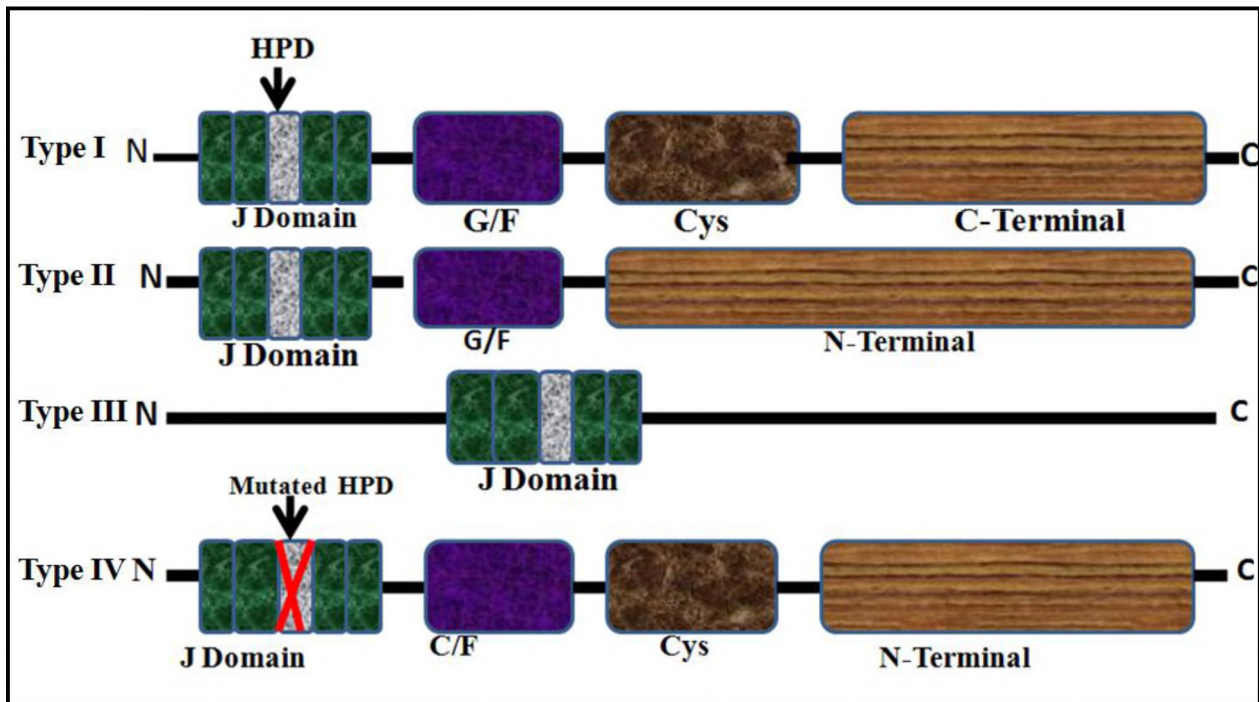 HPD
Type I N C
J Domain G/F Cys C-Terminal
Type II N C
J Domain G/F N-Terminal
Type III N C
J Domain
Mutated HPD
Type IV N C
J Domain C/F Cys N-Terminal